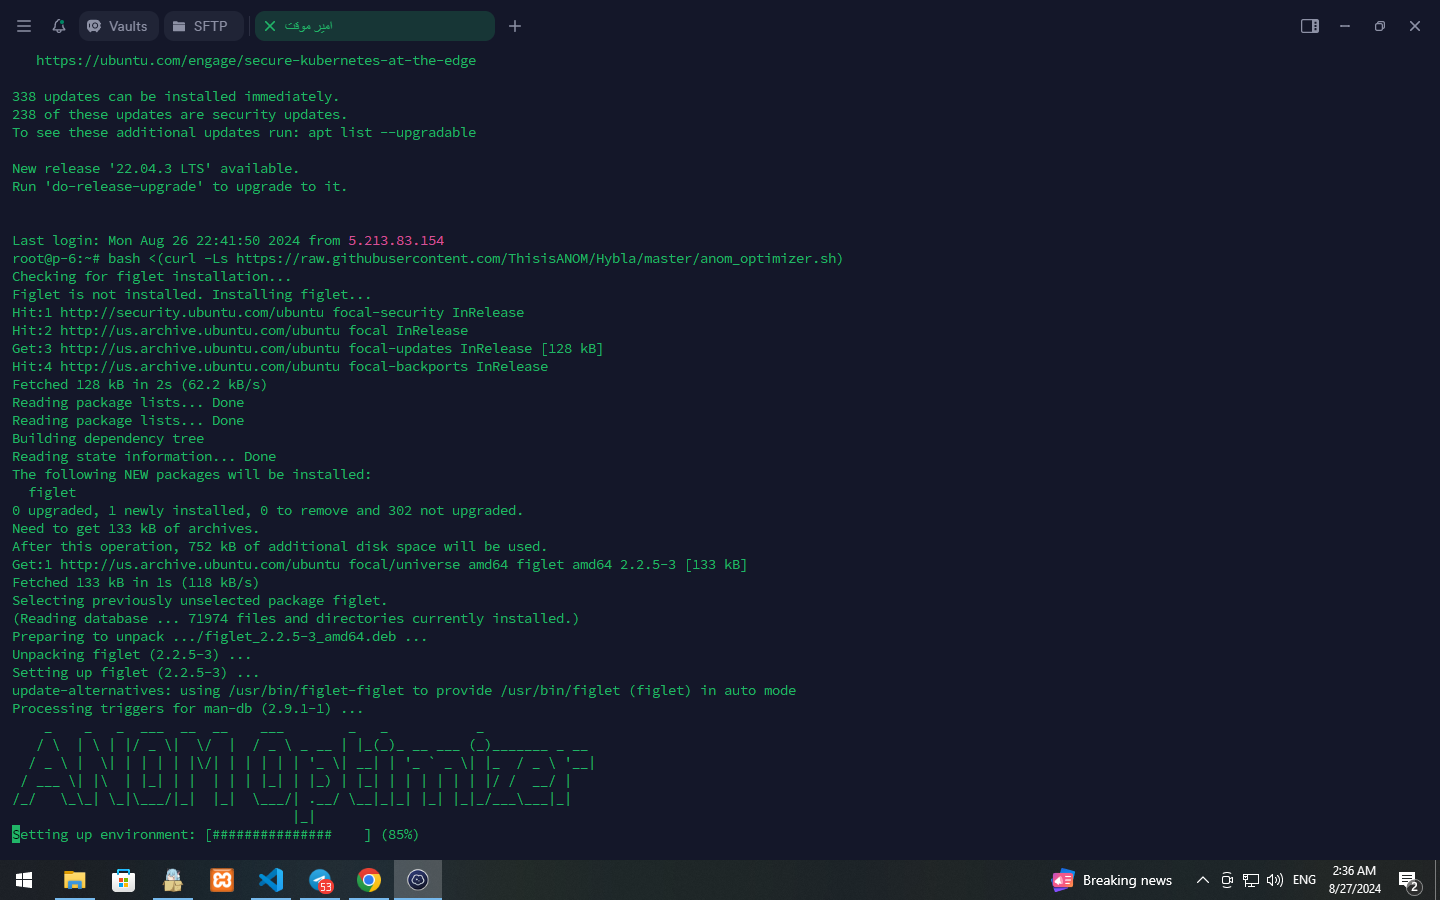 Vaults
SFTP
امیر موقت
https://ubuntu.com/engage/secure-kubernetes-at-the-edge
338 updates can be installed immediately.
238 of these updates are security updates.
To see these additional updates run: apt list --upgradable
New release '22.04.3 LTS' available.
Run 'do-release-upgrade' to upgrade to it.
Last login: Mon Aug 26 22:41:50 2024 from 5.213.83.154
root@p-6:~# bash <(curl -Ls https://raw.githubusercontent.com/ThisisANOM/Hybla/master/anom_optimizer.sh)
Checking for figlet installation...
Figlet is not installed. Installing figlet...
Hit:1 http://security.ubuntu.com/ubuntu focal-security InRelease
Hit:2 http://us.archive.ubuntu.com/ubuntu focal InRelease
Get:3 http://us.archive.ubuntu.com/ubuntu focal-updates InRelease [128 kB]
Hit:4 http://us.archive.ubuntu.com/ubuntu focal-backports InRelease
Fetched 128 kB in 2s (62.2 kB/s)
Reading package lists... Done
Reading package lists... Done
Building dependency tree
Reading state information... Done
The following NEW packages will be installed:
figlet
0 upgraded, 1 newly installed, 0 to remove and 302 not upgraded.
Need to get 133 kB of archives.
After this operation, 752 kB of additional disk space will be used.
Get:1 http://us.archive.ubuntu.com/ubuntu focal/universe amd64 figlet amd64 2.2.5-3 [133 kB]
Fetched 133 kB in 1s (118 kB/s)
Selecting previously unselected package figlet.
(Reading database ... 71974 files and directories currently installed.)
Preparing to unpack .../figlet_2.2.5-3_amd64.deb ...
Unpacking figlet (2.2.5-3) ...
Setting up figlet (2.2.5-3) ...
update-alternatives: using /usr/bin/figlet-figlet to provide /usr/bin/figlet (figlet) in auto mode
Processing triggers for man-db (2.9.1-1) ...
ANOM Optimizer
Setting up environment: [###############    ] (85%)
53
Breaking news
ENG
2:36 AM
8/27/2024
2